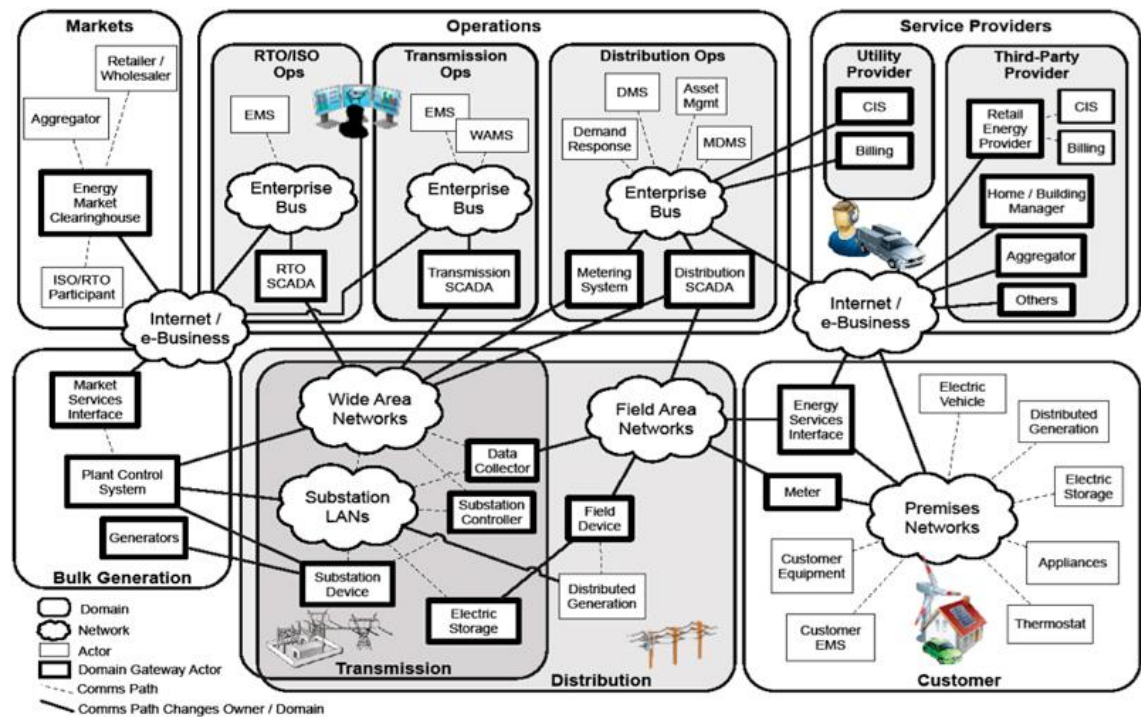 Markets
Retailer /
Wholesaler
Aggregator
Energy
Market
Clearinghouse
ISO/RTO
Participant
Internet /
e-Business
Operations
RTO/ISO
Ops
EMS
Enterprise
Bus
RTO
SCADA
Transmission
Ops
EMS
WAMS
Enterprise
Bus
Transmission
SCADA
Distribution Ops
DMS
Asset
Mgmt
Demand
Response
MDMS
Enterprise
Bus
Metering
System
Distribution
SCADA
Service Providers
Utility
Provider
CIS
Billing
Third-Party
Provider
Retail
Energy
Provider
CIS
Billing
Home / Building
Manager
Aggregator
Others
Internet /
e-Business
Market
Services
Interface
Plant Control
System
Generators
Bulk Generation
Wide Area
Networks
Substation
LANs
Data
Collector
Substation
Controller
Substation
Device
Electric
Storage
Transmission
Field Area
Networks
Field
Device
Distributed
Generation
Distribution
Energy
Services
Interface
Meter
Electric
Vehicle
Distributed
Generation
Electric
Storage
Premises
Networks
Appliances
Customer
Equipment
Customer
EMS
Thermostat
Customer
Domain
Network
Actor
Domain Gateway Actor
Comms Path
Comms Path Changes Owner / Domain